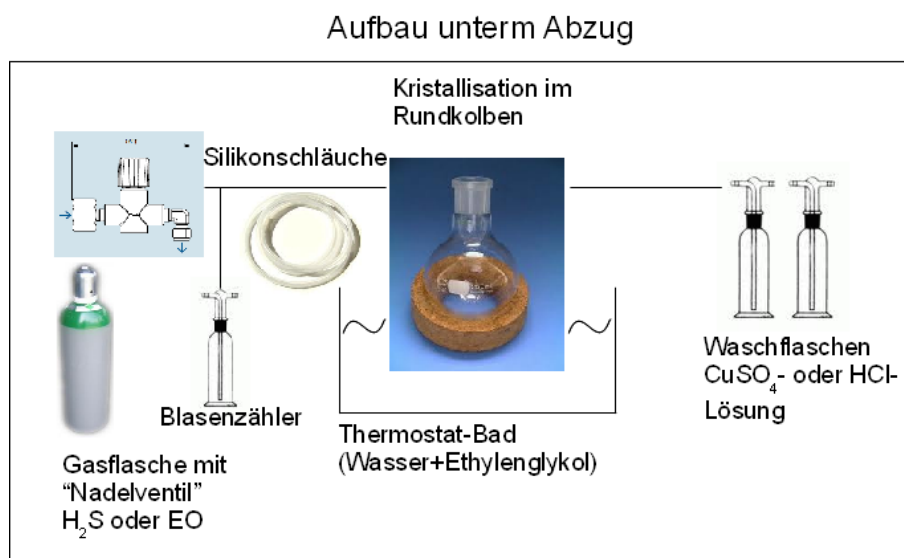 Aufbau unterm Abzug
Kristallisation im
Rundkolben
Silikonschläuche
Blasenzähler
Gasflasche mit
“Nadelventil”
H₂S oder EO
Thermostat-Bad
(Wasser+Ethylenglykol)
Waschflaschen
CuSO₄- oder HCl-
Lösung